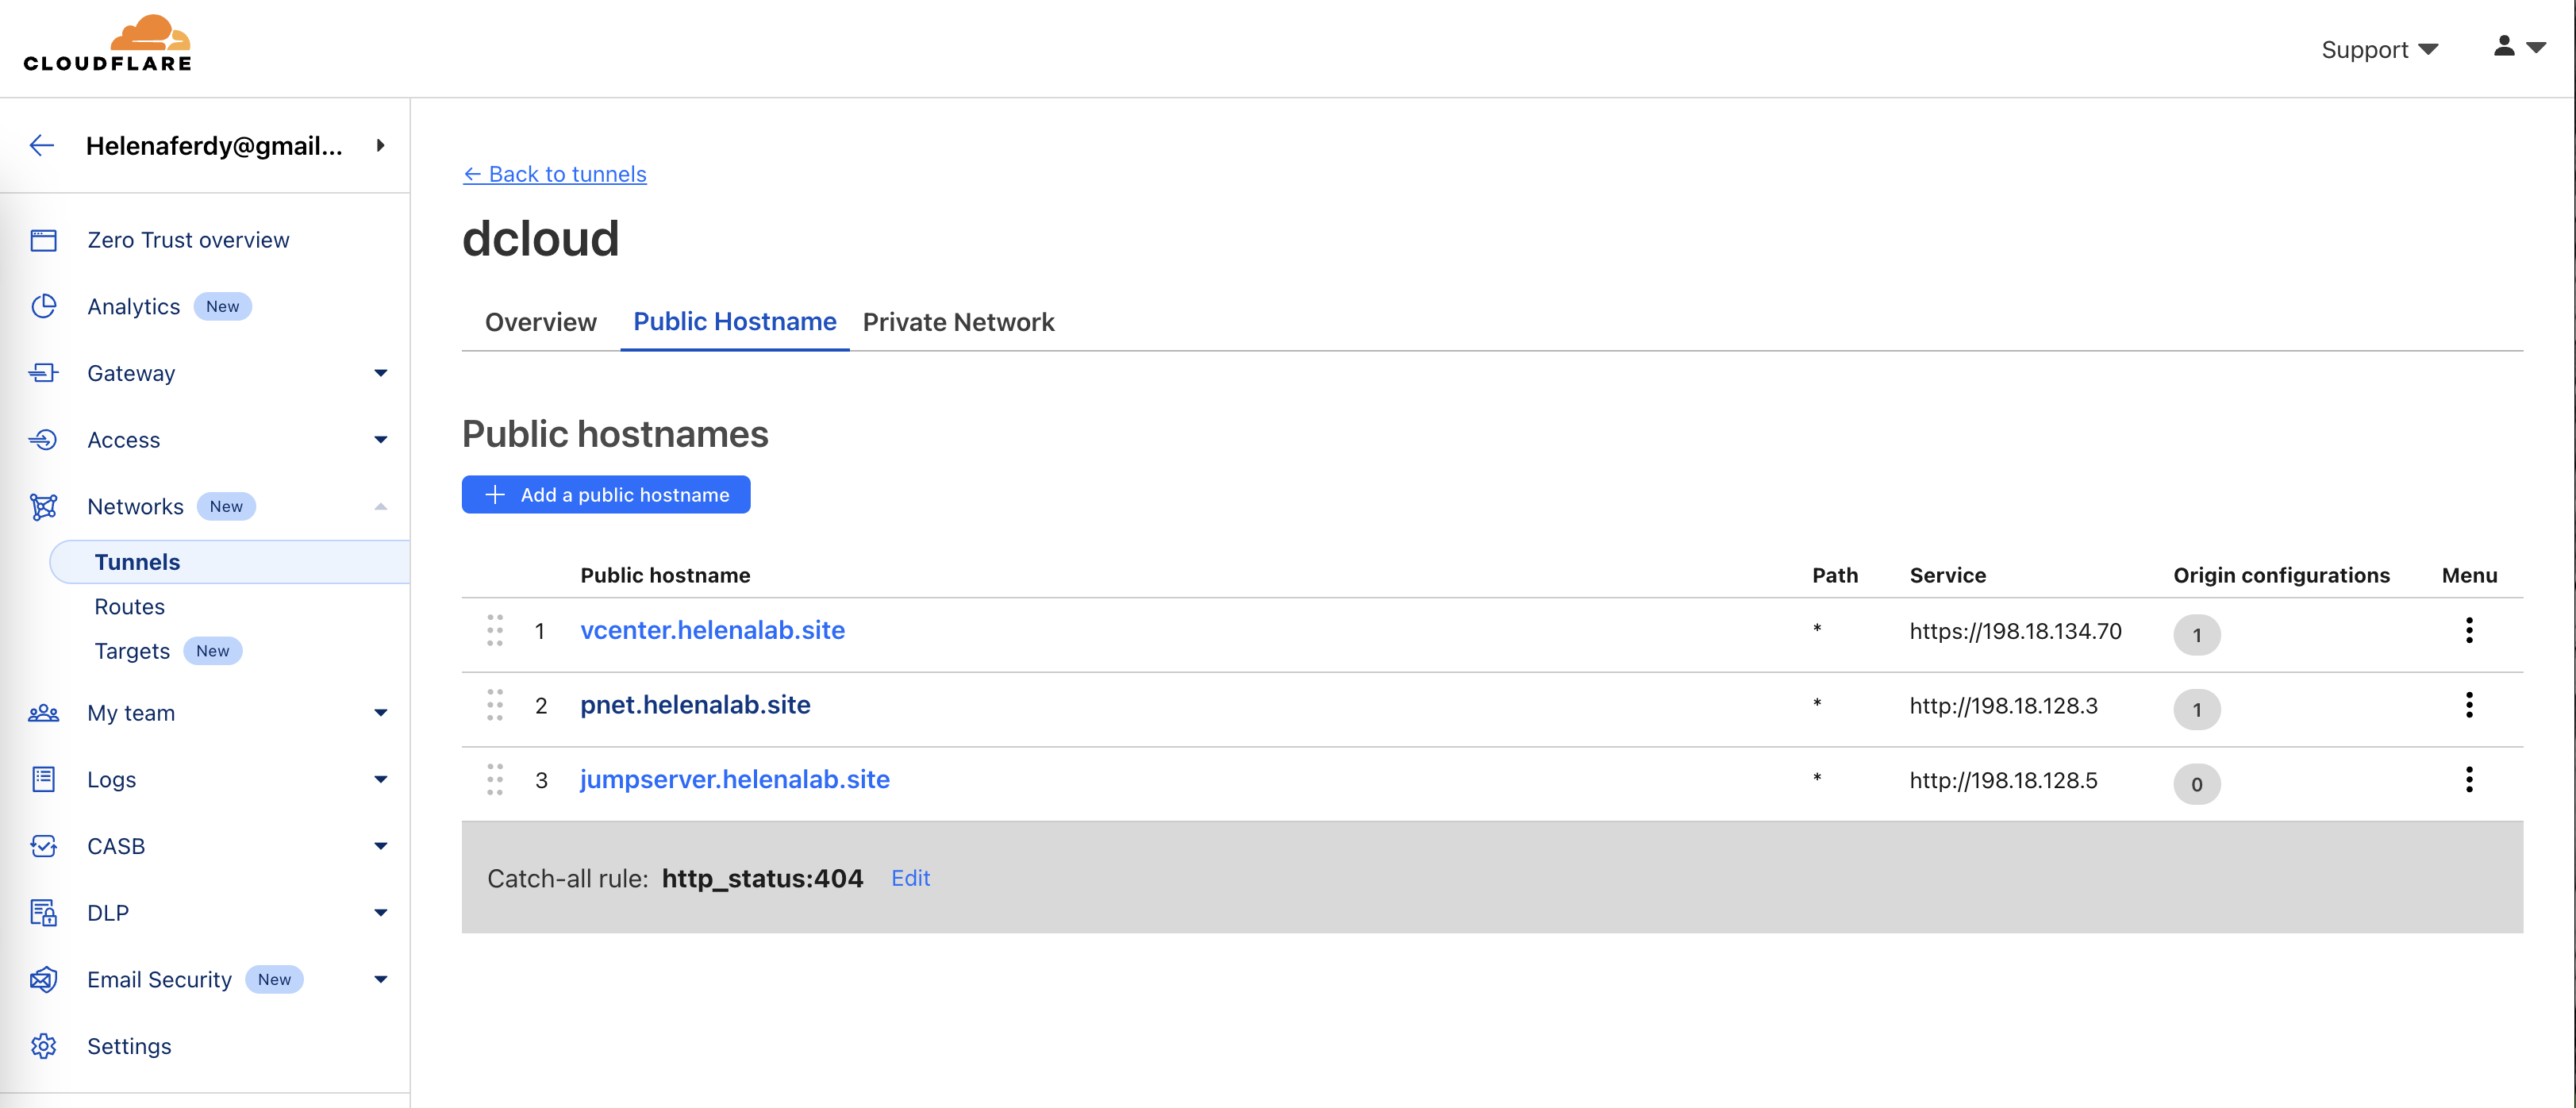 CLOUDFLARE
Support
Helenaferdy@gmail...
Zero Trust overview
Analytics New
Gateway
Access
Networks New
Tunnels
Routes
Targets New
My team
Logs
CASB
DLP
Email Security New
Settings
← Back to tunnels
dcloud
Overview Public Hostname Private Network
Public hostnames
+ Add a public hostname
Public hostname Path Service Origin configurations Menu
1 vcenter.helenalab.site * https://198.18.134.70 1
2 pnet.helenalab.site * http://198.18.128.3 1
3 jumpserver.helenalab.site * http://198.18.128.5 0
Catch-all rule: http_status:404 Edit